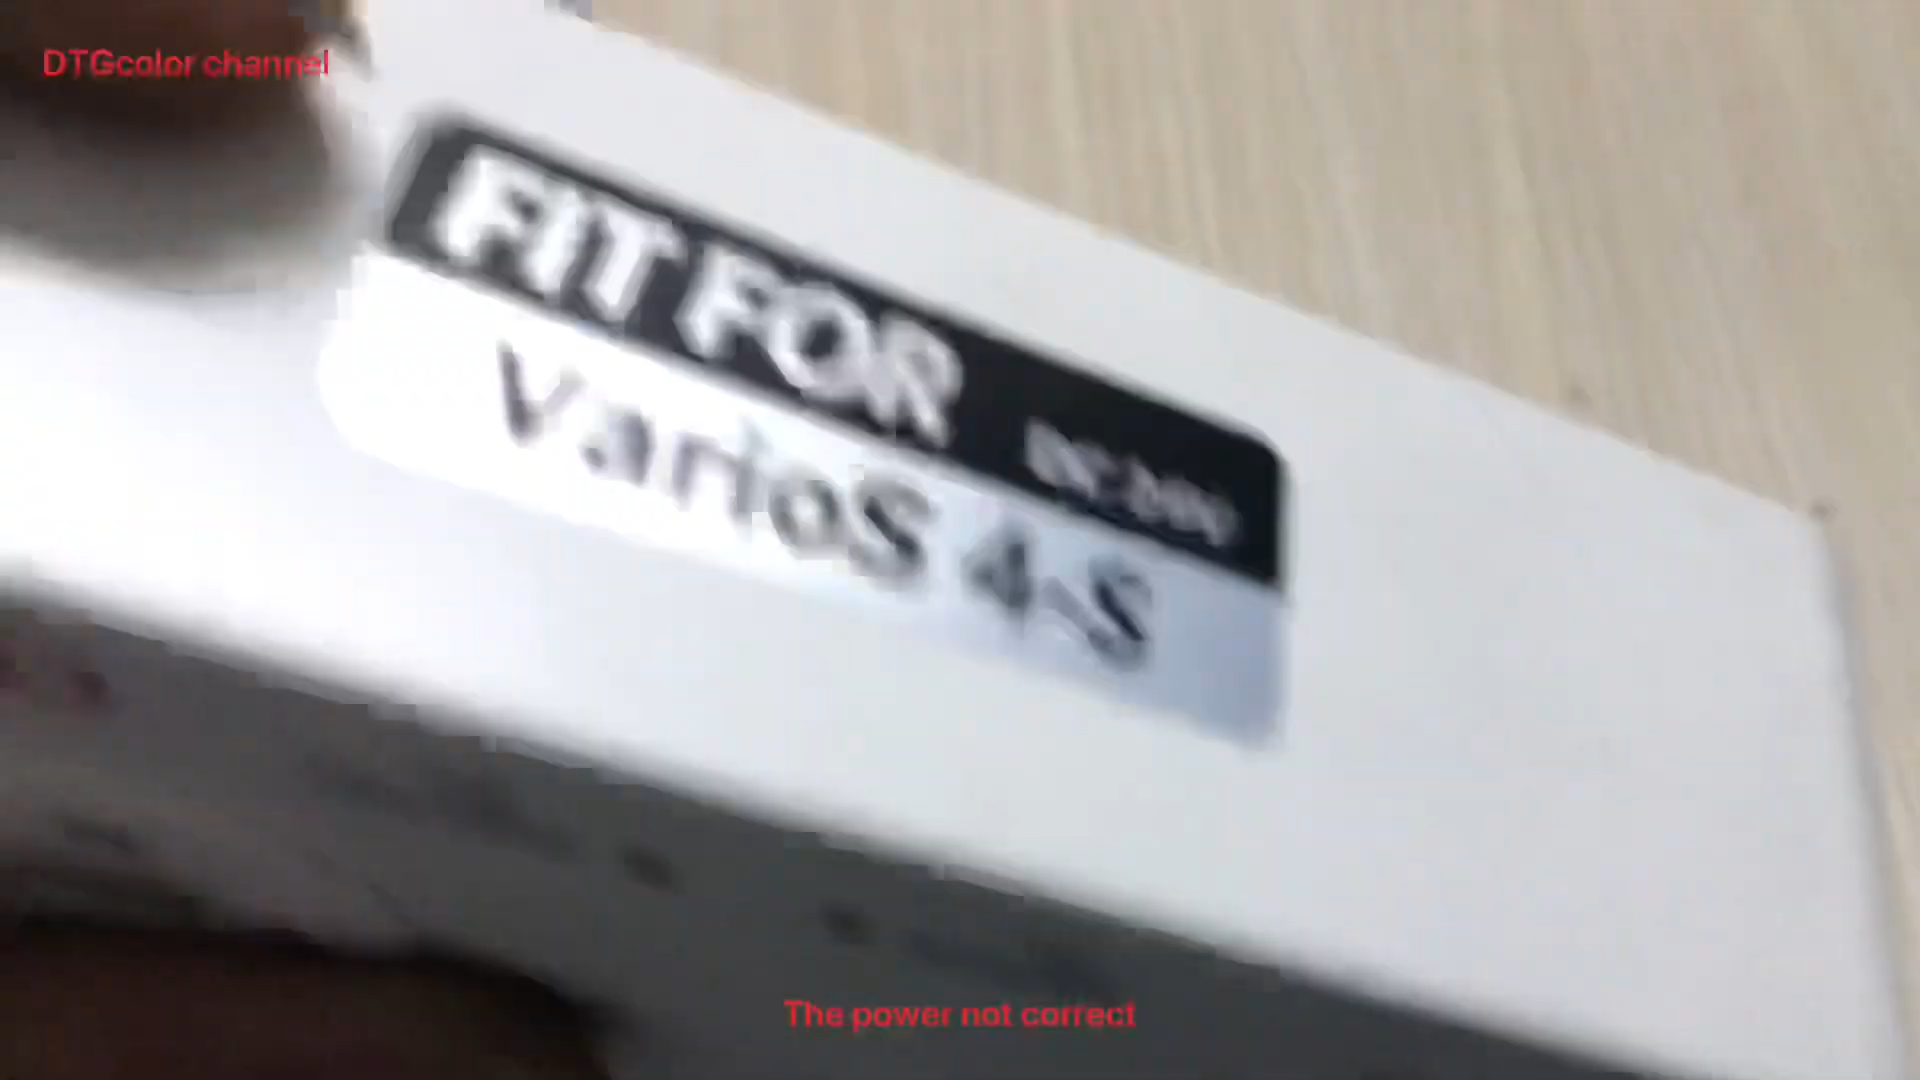 DTGcolor channel
FIT FOR
VarioS 4-S
The power not correct